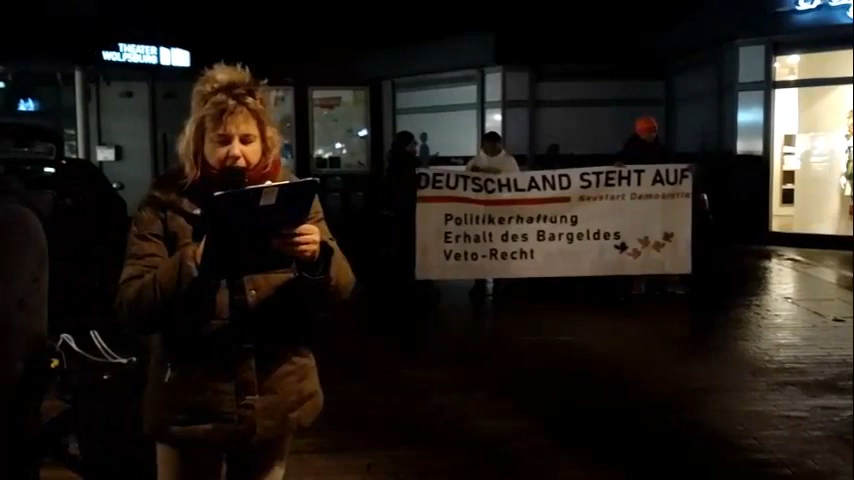 THEATER
WOLFSBURG
DEUTSCHLAND STEHT AUF
Neustart Demokratie
Politikerhaftung
Erhalt des Bargeldes
Veto-Recht